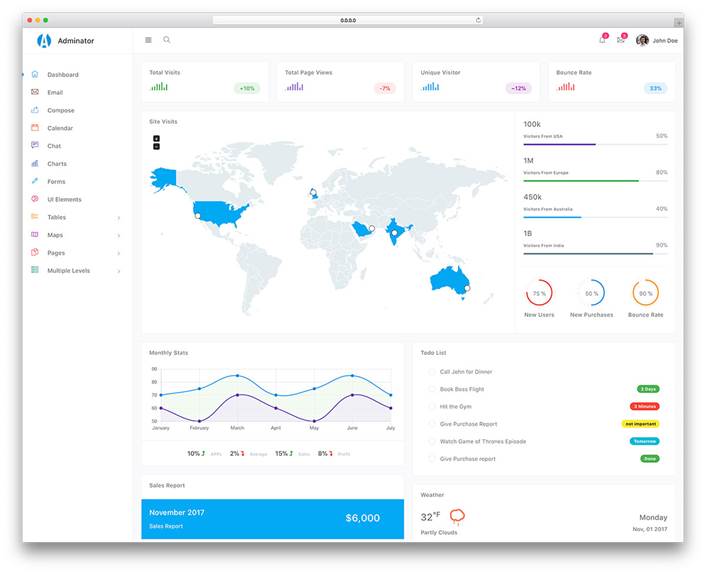 0.0.0.0
Adminator
2
3
John Doe
Dashboard
Email
Compose
Calendar
Chat
Charts
Forms
UI Elements
Tables
Maps
Pages
Multiple Levels
Total Visits
+10%
Total Page Views
-7%
Unique Visitor
~12%
Bounce Rate
33%
Site Visits
+
-
100k
Visitors From USA
50%
1M
Visitors From Europe
80%
450k
Visitors From Australia
40%
1B
Visitors From India
90%
75 %
50 %
90 %
New Users
New Purchases
Bounce Rate
Monthly Stats
90
80
70
60
50
January February March April May June July
10% APPL 2% Average 15% Sales 8% Profit
Todo List
Call John for Dinner
Book Boss Flight
2 Days
Hit the Gym
3 Minutes
Give Purchase Report
not important
Watch Game of Thrones Episode
Tomorrow
Give Purchase report
Done
Sales Report
November 2017
Sales Report
$6,000
Weather
32°F
Partly Clouds
Monday
Nov, 01 2017